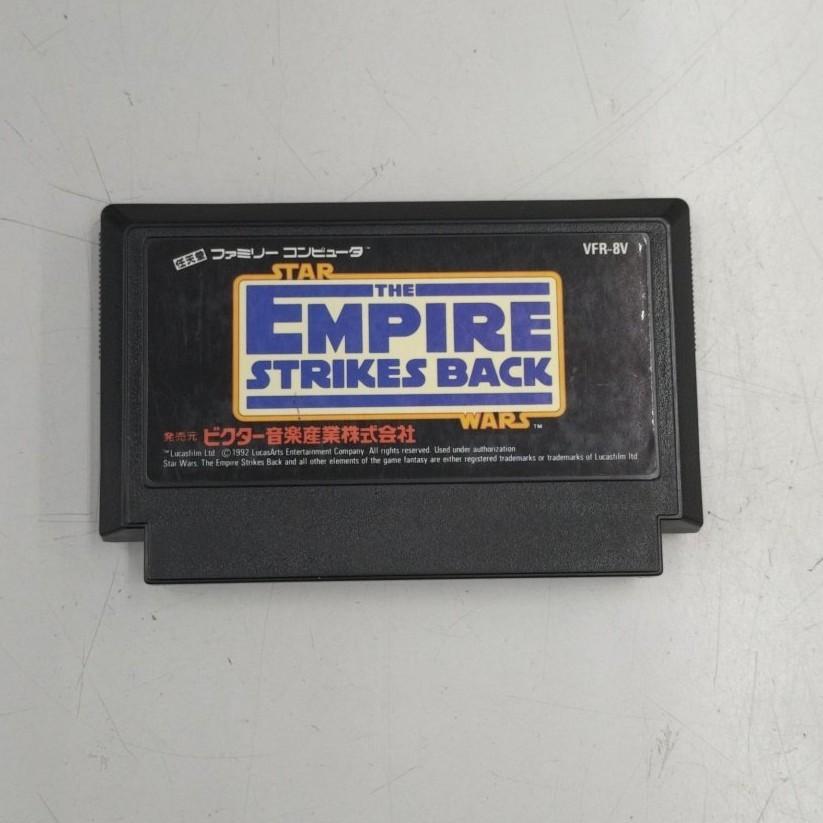 任天堂 ファミリー コンピュータ™ VFR-8V
STAR
THE
EMPIRE
STRIKES BACK
WARS™
発売元 ビクター音楽産業株式会社
™Lucasfilm Ltd. ©1992 LucasArts Entertainment Company. All rights reserved. Used under authorization.
Star Wars, The Empire Strikes Back and all other elements of the game fantasy are either registered trademarks or trademarks of Lucasfilm ltd.